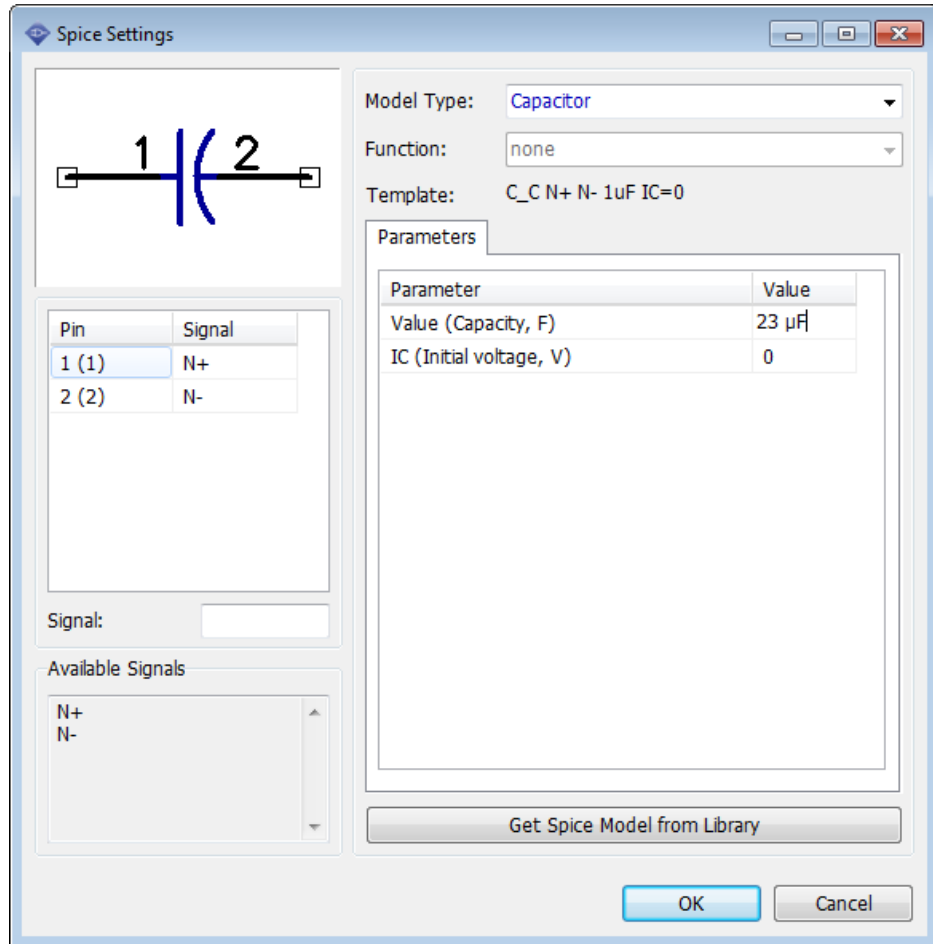 Spice Settings
1 2
Pin Signal
1 (1) N+
2 (2) N-
Signal:
Available Signals
N+
N-
Model Type: Capacitor
Function: none
Template: C_C N+ N- 1uF IC=0
Parameters
Parameter Value
Value (Capacity, F) 23 µF
IC (Initial voltage, V) 0
Get Spice Model from Library
OK Cancel